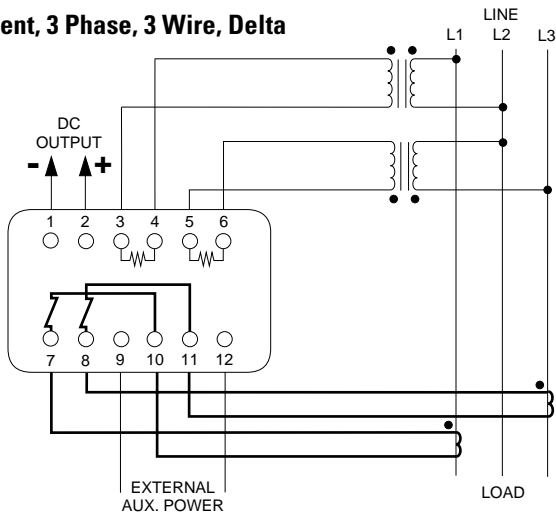 ent, 3 Phase, 3 Wire, Delta
LINE
L1 L2 L3
DC
OUTPUT
- +
1 2 3 4 5 6
7 8 9 10 11 12
EXTERNAL
AUX. POWER
LOAD